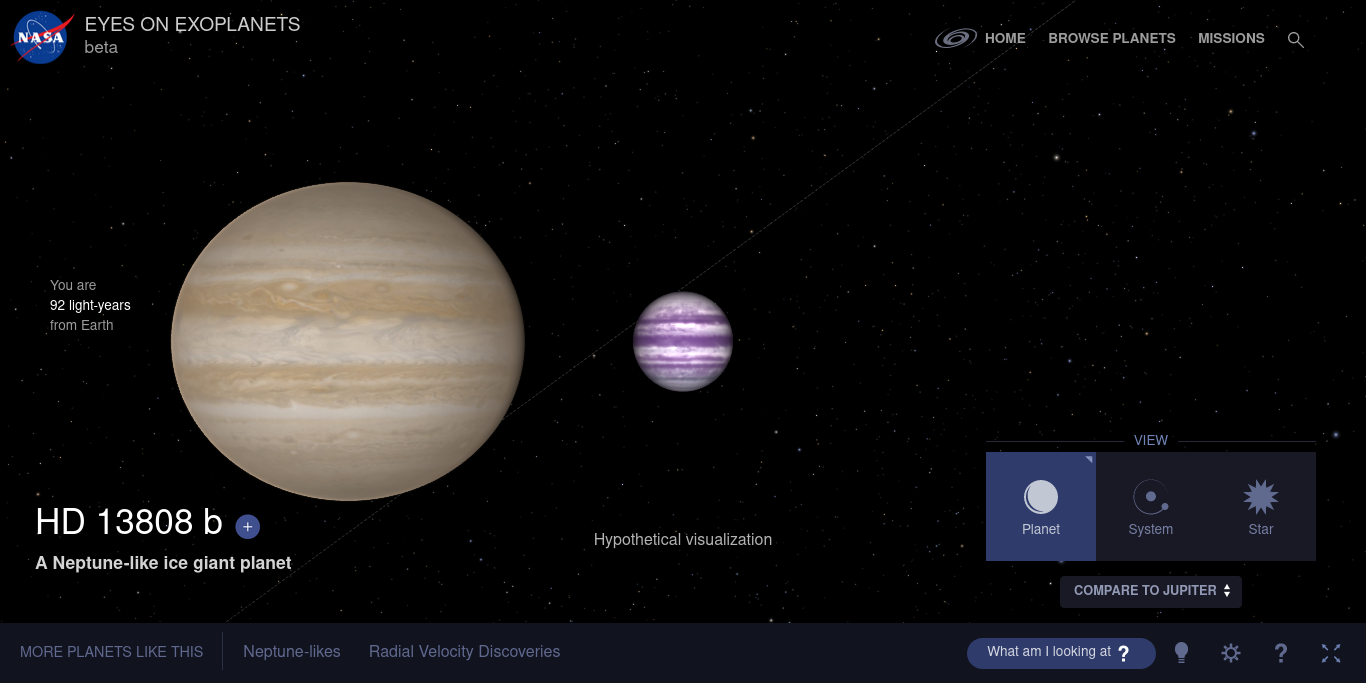 NASA
EYES ON EXOPLANETS
beta
HOME
BROWSE PLANETS
MISSIONS
You are
92 light-years
from Earth
HD 13808 b +
A Neptune-like ice giant planet
Hypothetical visualization
VIEW
Planet
System
Star
COMPARE TO JUPITER
MORE PLANETS LIKE THIS
Neptune-likes
Radial Velocity Discoveries
What am I looking at ?
?